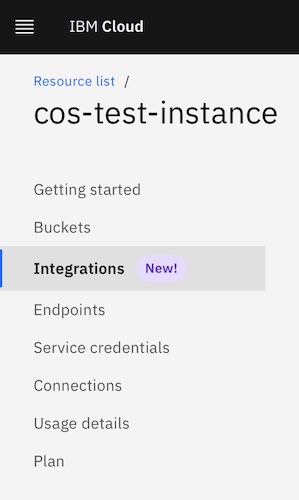 IBM Cloud
Resource list /
cos-test-instance
Getting started
Buckets
Integrations New!
Endpoints
Service credentials
Connections
Usage details
Plan